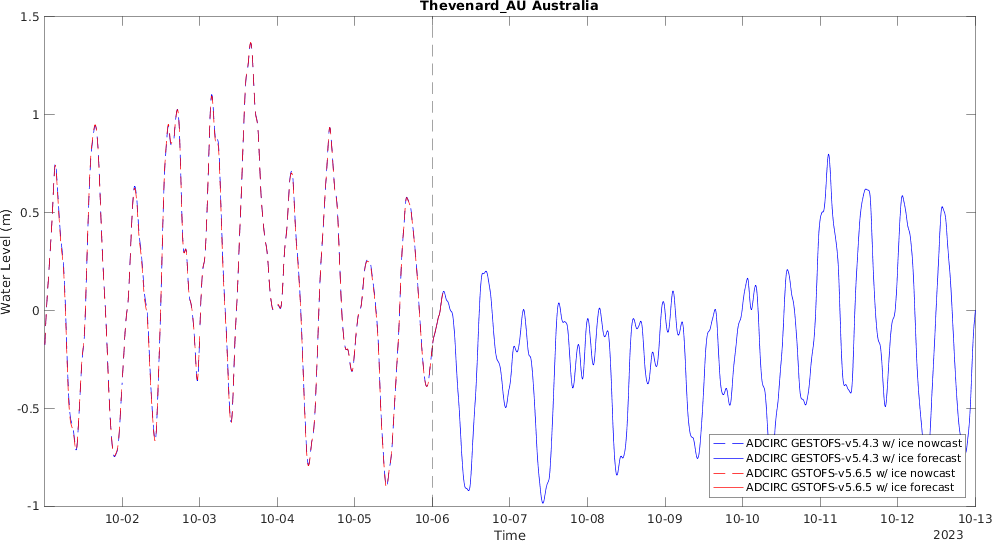 Thevenard_AU Australia
1.5
1
0.5
0
-0.5
-1
Water Level (m)
ADCIRC GESTOFS-v5.4.3 w/ ice nowcast
ADCIRC GESTOFS-v5.4.3 w/ ice forecast
ADCIRC GSTOFS-v5.6.5 w/ ice nowcast
ADCIRC GSTOFS-v5.6.5 w/ ice forecast
10-02 10-03 10-04 10-05 10-06 10-07 10-08 10-09 10-10 10-11 10-12 10-13
Time
2023